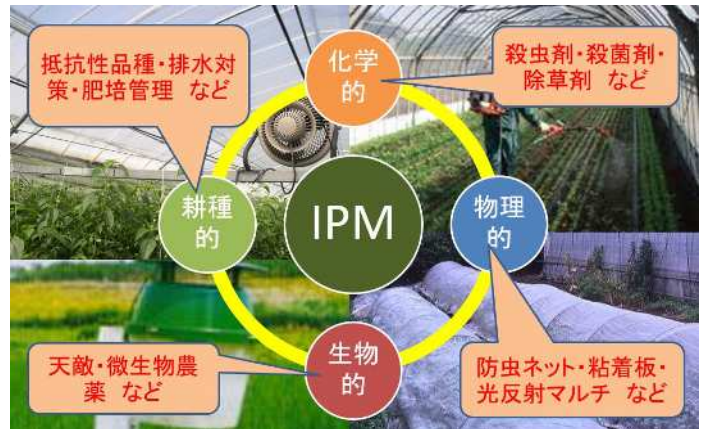 抵抗性品種・排水対
策・肥培管理 など
化学
的
殺虫剤・殺菌剤・
除草剤 など
耕種
的
IPM
物理
的
天敵・微生物農
薬 など
生物
的
防虫ネット・粘着板・
光反射マルチ など